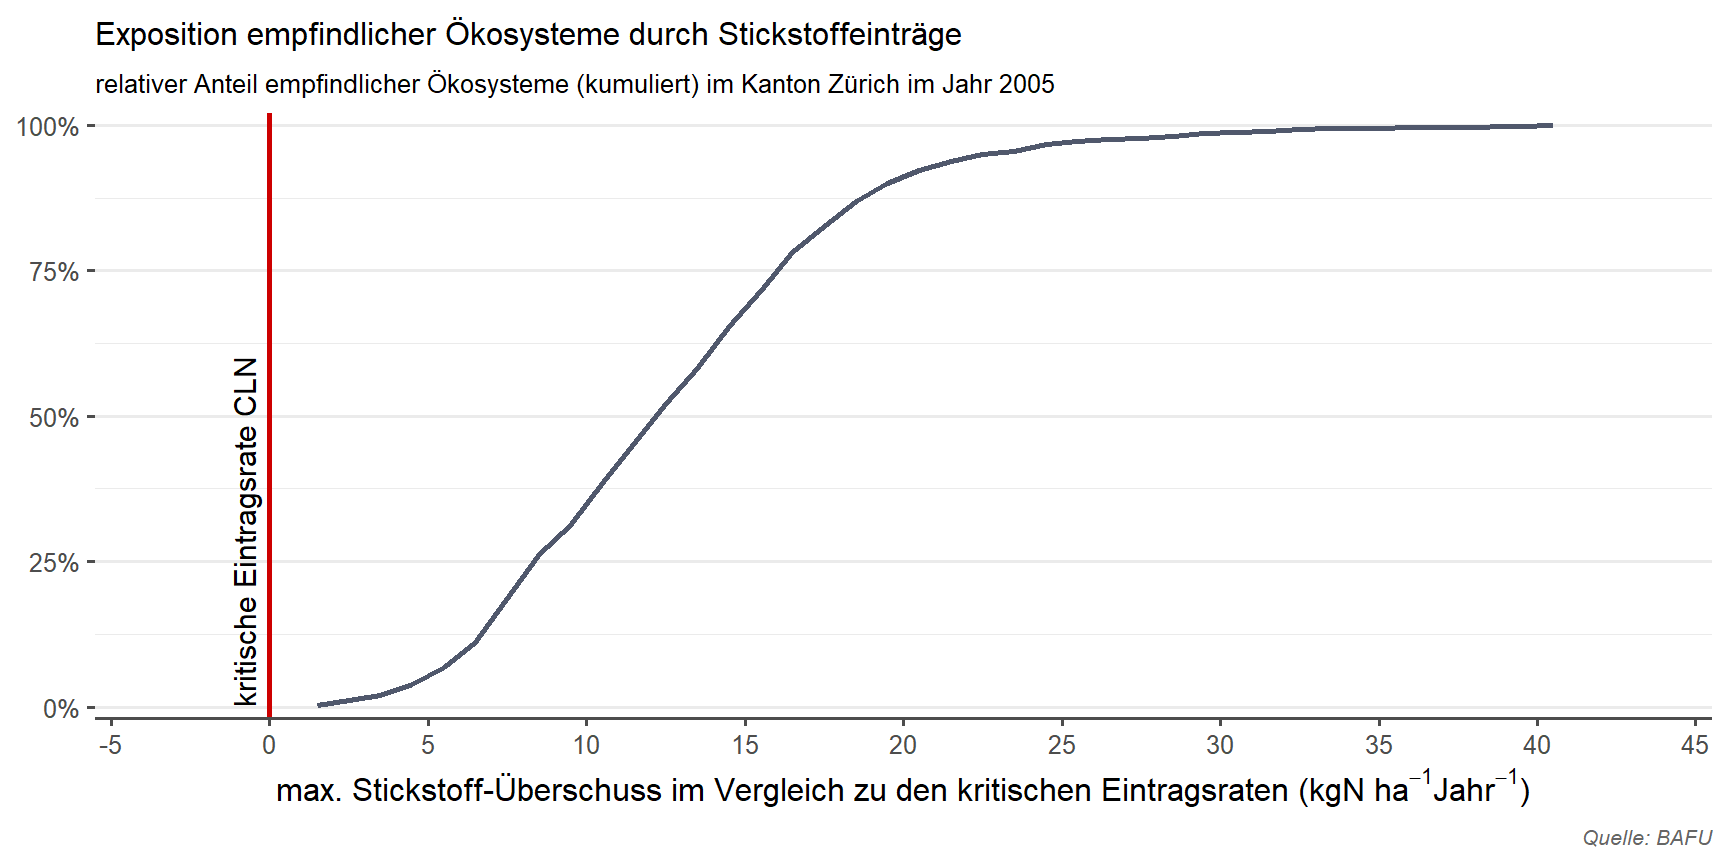 Exposition empfindlicher Ökosysteme durch Stickstoffeinträge
relativer Anteil empfindlicher Ökosysteme (kumuliert) im Kanton Zürich im Jahr 2005
100%
75%
50%
25%
0%
kritische Eintragsrate CLN
-5 0 5 10 15 20 25 30 35 40 45
max. Stickstoff-Überschuss im Vergleich zu den kritischen Eintragsraten (kgN ha⁻¹Jahr⁻¹)
Quelle: BAFU